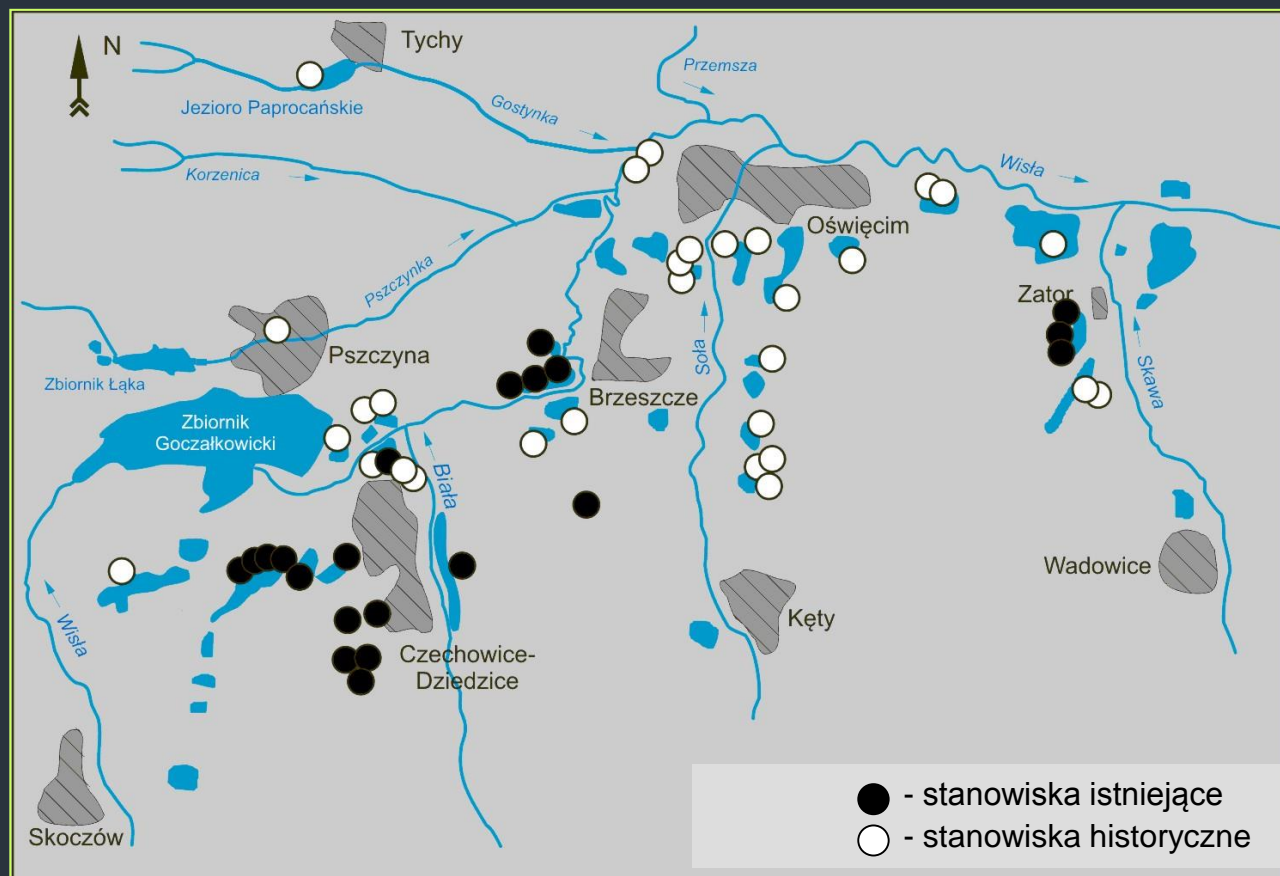 N
Tychy
Przemsza
Jezioro Paprocańskie
Gostynka
Korzenica
Wisła
Oświęcim
Pszczynka
Zator
Pszczyna
Soła
Skawa
Zbiornik Łąka
Brzeszcze
Zbiornik
Goczałkowicki
Biała
Wadowice
Wisła
Kęty
Czechowice-
Dziedzice
Skoczów
- stanowiska istniejące
- stanowiska historyczne